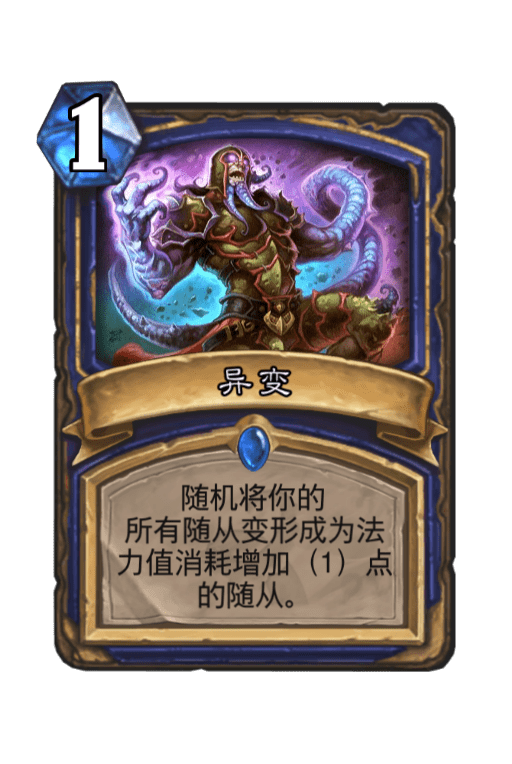 1
异变
随机将你的
所有随从变形成为法
力值消耗增加（1）点
的随从。